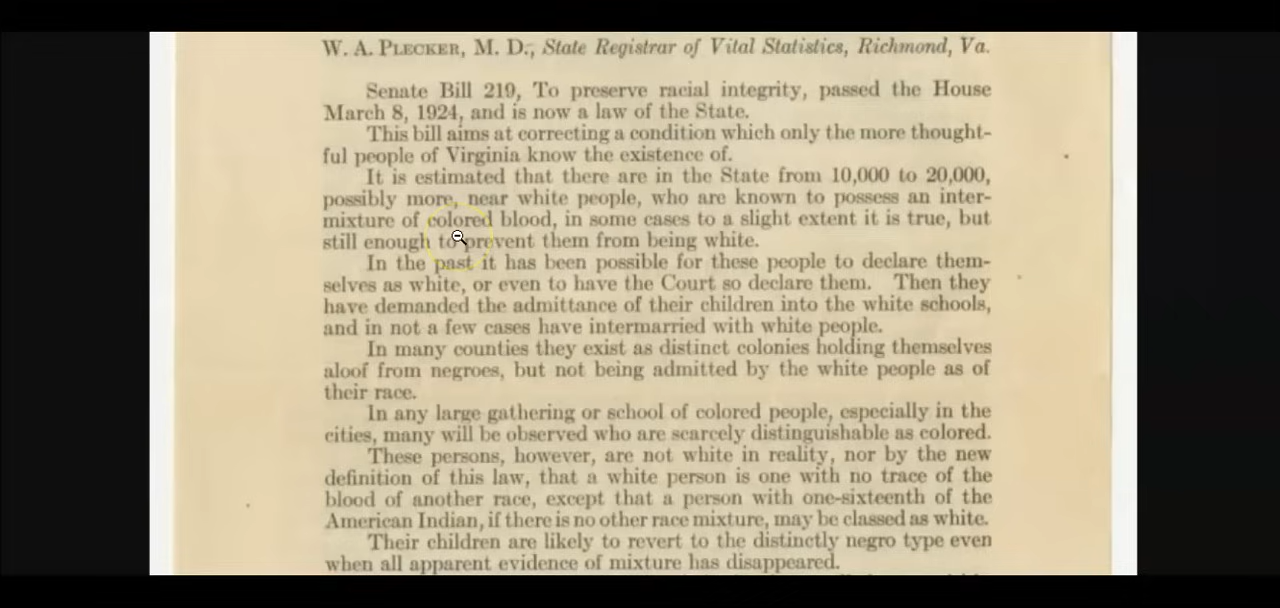 W. A. PLECKER, M. D., State Registrar of Vital Statistics, Richmond, Va.
Senate Bill 219, To preserve racial integrity, passed the House
March 8, 1924, and is now a law of the State.
This bill aims at correcting a condition which only the more thought-
ful people of Virginia know the existence of.
It is estimated that there are in the State from 10,000 to 20,000,
possibly more, near white people, who are known to possess an inter-
mixture of colored blood, in some cases to a slight extent it is true, but
still enough to prevent them from being white.
In the past it has been possible for these people to declare them-
selves as white, or even to have the Court so declare them. Then they
have demanded the admittance of their children into the white schools,
and in not a few cases have intermarried with white people.
In many counties they exist as distinct colonies holding themselves
aloof from negroes, but not being admitted by the white people as of
their race.
In any large gathering or school of colored people, especially in the
cities, many will be observed who are scarcely distinguishable as colored.
These persons, however, are not white in reality, nor by the new
definition of this law, that a white person is one with no trace of the
blood of another race, except that a person with one-sixteenth of the
American Indian, if there is no other race mixture, may be classed as white.
Their children are likely to revert to the distinctly negro type even
when all apparent evidence of mixture has disappeared.